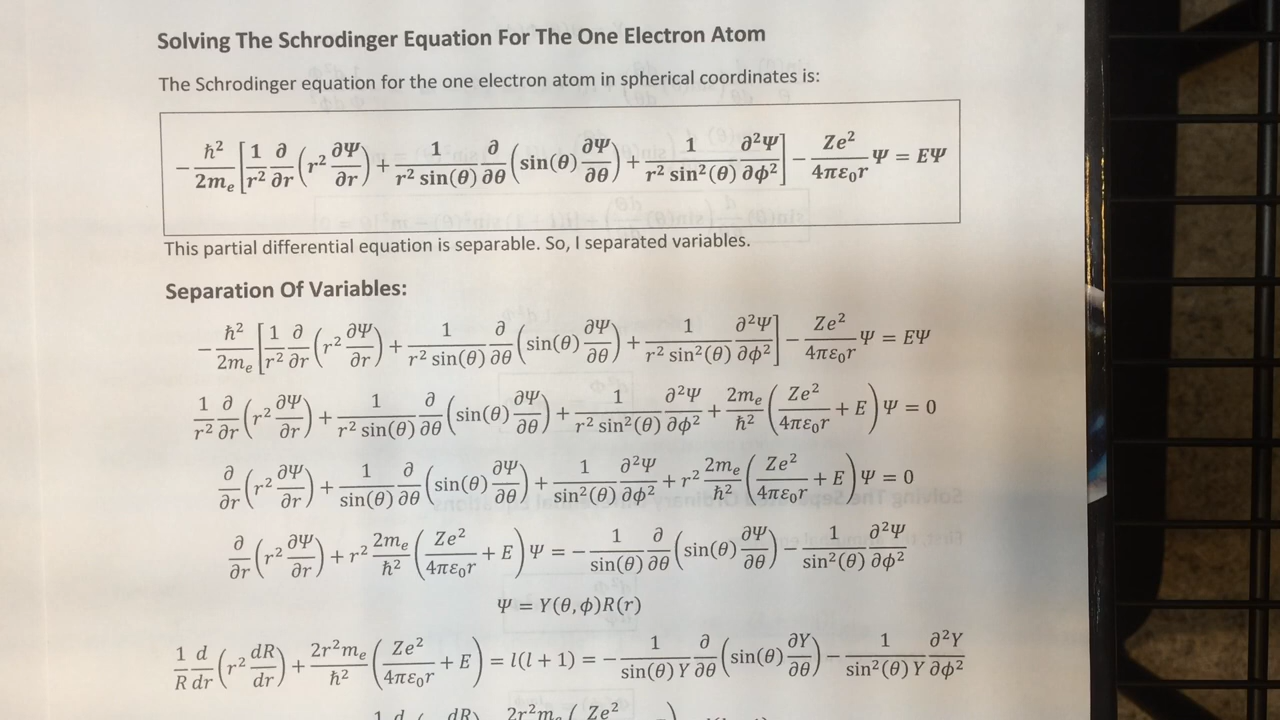 Solving The Schrodinger Equation For The One Electron Atom
The Schrodinger equation for the one electron atom in spherical coordinates is:
−ħ²/2mₑ [1/r² ∂/∂r (r² ∂Ψ/∂r) + 1/(r² sin(θ)) ∂/∂θ (sin(θ) ∂Ψ/∂θ) + 1/(r² sin²(θ)) ∂²Ψ/∂ϕ²] − Ze²/(4πε₀r) Ψ = EΨ
This partial differential equation is separable. So, I separated variables.
Separation Of Variables:
−ħ²/2mₑ [1/r² ∂/∂r (r² ∂Ψ/∂r) + 1/(r² sin(θ)) ∂/∂θ (sin(θ) ∂Ψ/∂θ) + 1/(r² sin²(θ)) ∂²Ψ/∂ϕ²] − Ze²/(4πε₀r) Ψ = EΨ
1/r² ∂/∂r (r² ∂Ψ/∂r) + 1/(r² sin(θ)) ∂/∂θ (sin(θ) ∂Ψ/∂θ) + 1/(r² sin²(θ)) ∂²Ψ/∂ϕ² + 2mₑ/ħ² (Ze²/(4πε₀r) + E) Ψ = 0
∂/∂r (r² ∂Ψ/∂r) + 1/sin(θ) ∂/∂θ (sin(θ) ∂Ψ/∂θ) + 1/sin²(θ) ∂²Ψ/∂ϕ² + r² 2mₑ/ħ² (Ze²/(4πε₀r) + E) Ψ = 0
∂/∂r (r² ∂Ψ/∂r) + r² 2mₑ/ħ² (Ze²/(4πε₀r) + E) Ψ = −1/sin(θ) ∂/∂θ (sin(θ) ∂Ψ/∂θ) − 1/sin²(θ) ∂²Ψ/∂ϕ²
Ψ = Y(θ,ϕ)R(r)
1/R d/dr (r² dR/dr) + 2r²mₑ/ħ² (Ze²/(4πε₀r) + E) = l(l + 1) = −1/(sin(θ) Y) ∂/∂θ (sin(θ) ∂Y/∂θ) − 1/(sin²(θ) Y) ∂²Y/∂ϕ²
1 d ( dR) 2r²mₑ ( Ze²